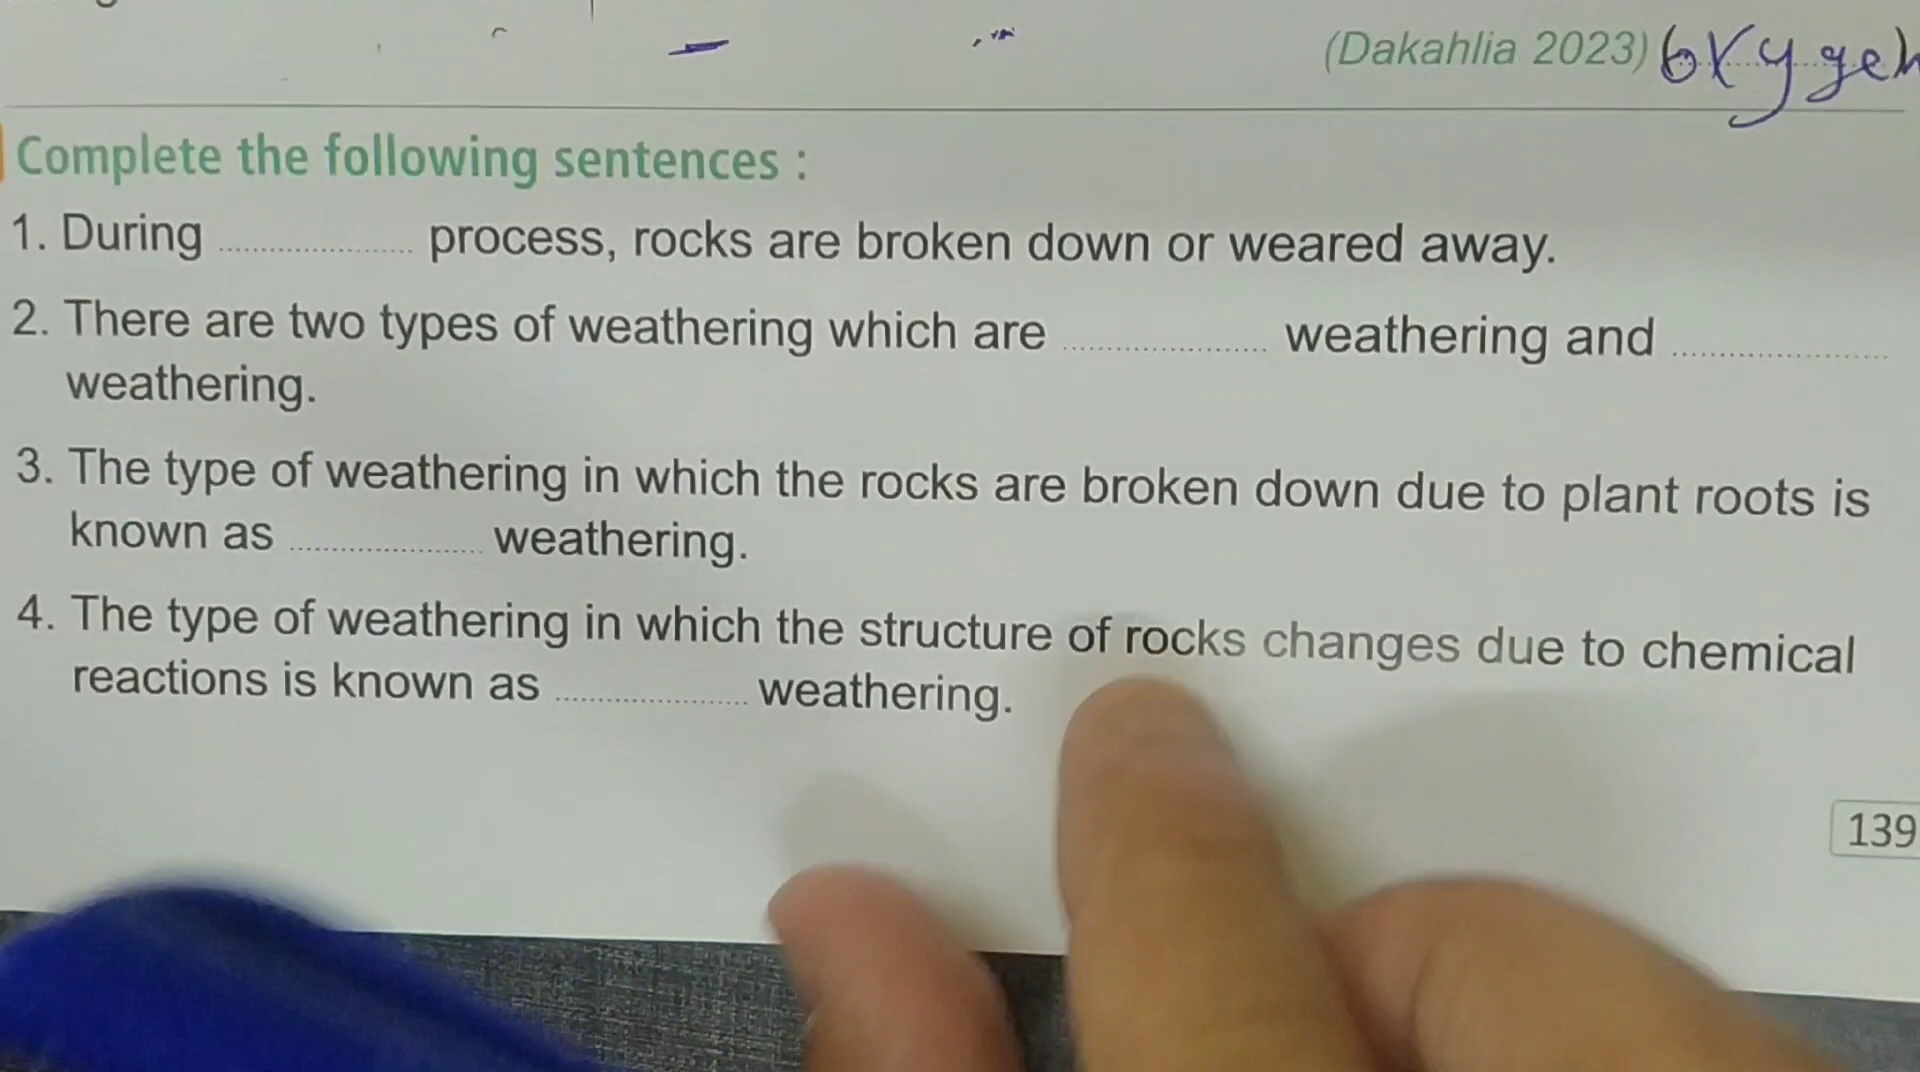 (Dakahlia 2023) oxygen
Complete the following sentences :
1. During .................... process, rocks are broken down or weared away.
2. There are two types of weathering which are .................... weathering and ....................
weathering.
3. The type of weathering in which the rocks are broken down due to plant roots is
known as .................... weathering.
4. The type of weathering in which the structure of rocks changes due to chemical
reactions is known as .................... weathering.
139